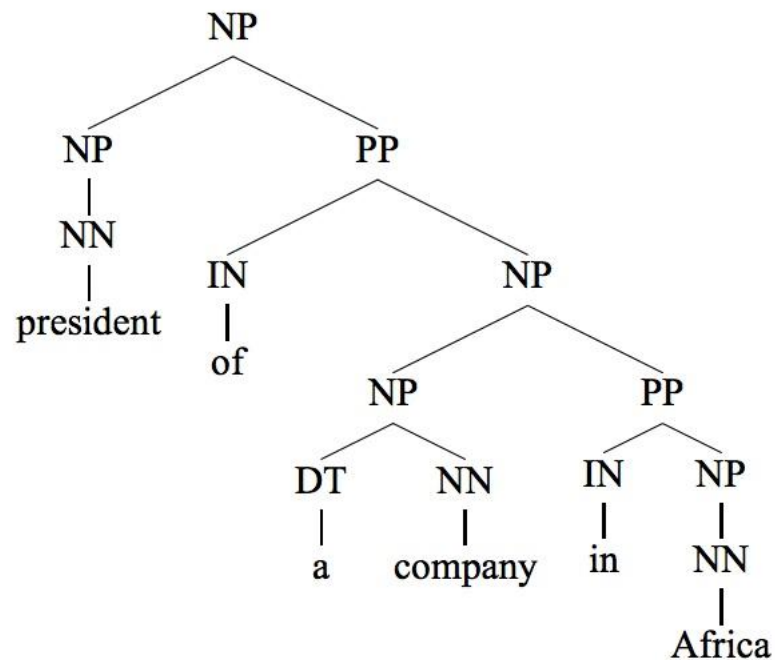 NP
NP PP
NN
IN NP
president
of
NP PP
DT NN IN NP
a company in NN
Africa